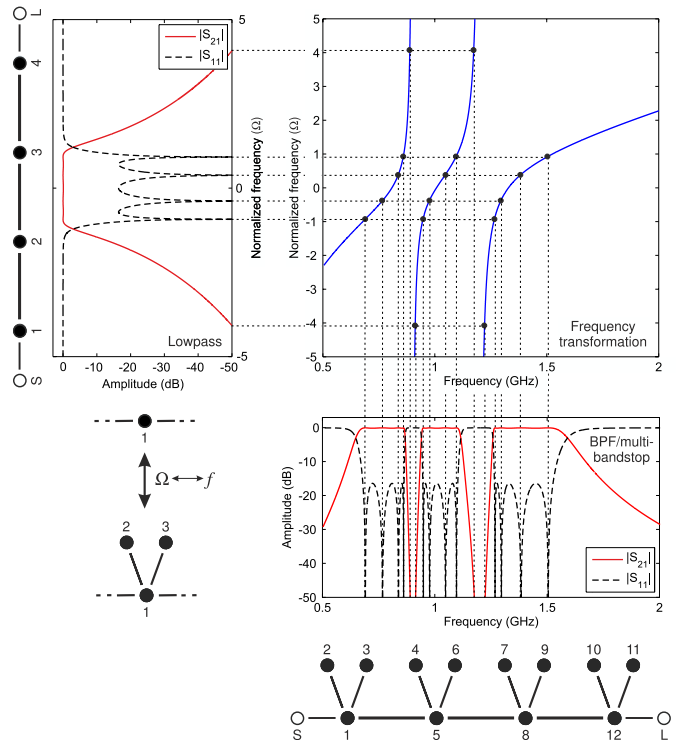 L
4
3
2
1
S
|S21|
|S11|
Lowpass
0 -10 -20 -30 -40 -50
Amplitude (dB)
5
0
-5
Normalized frequency (Ω)
Normalized frequency (Ω)
5
4
3
2
1
0
-1
-2
-3
-4
-5
Frequency
transformation
0.5 1 1.5 2
Frequency (GHz)
1
Ω f
2 3
1
Amplitude (dB)
0
-10
-20
-30
-40
-50
BPF/multi-
bandstop
|S21|
|S11|
0.5 1 1.5 2
Frequency (GHz)
2 3 4 6 7 9 10 11
S 1 5 8 12 L